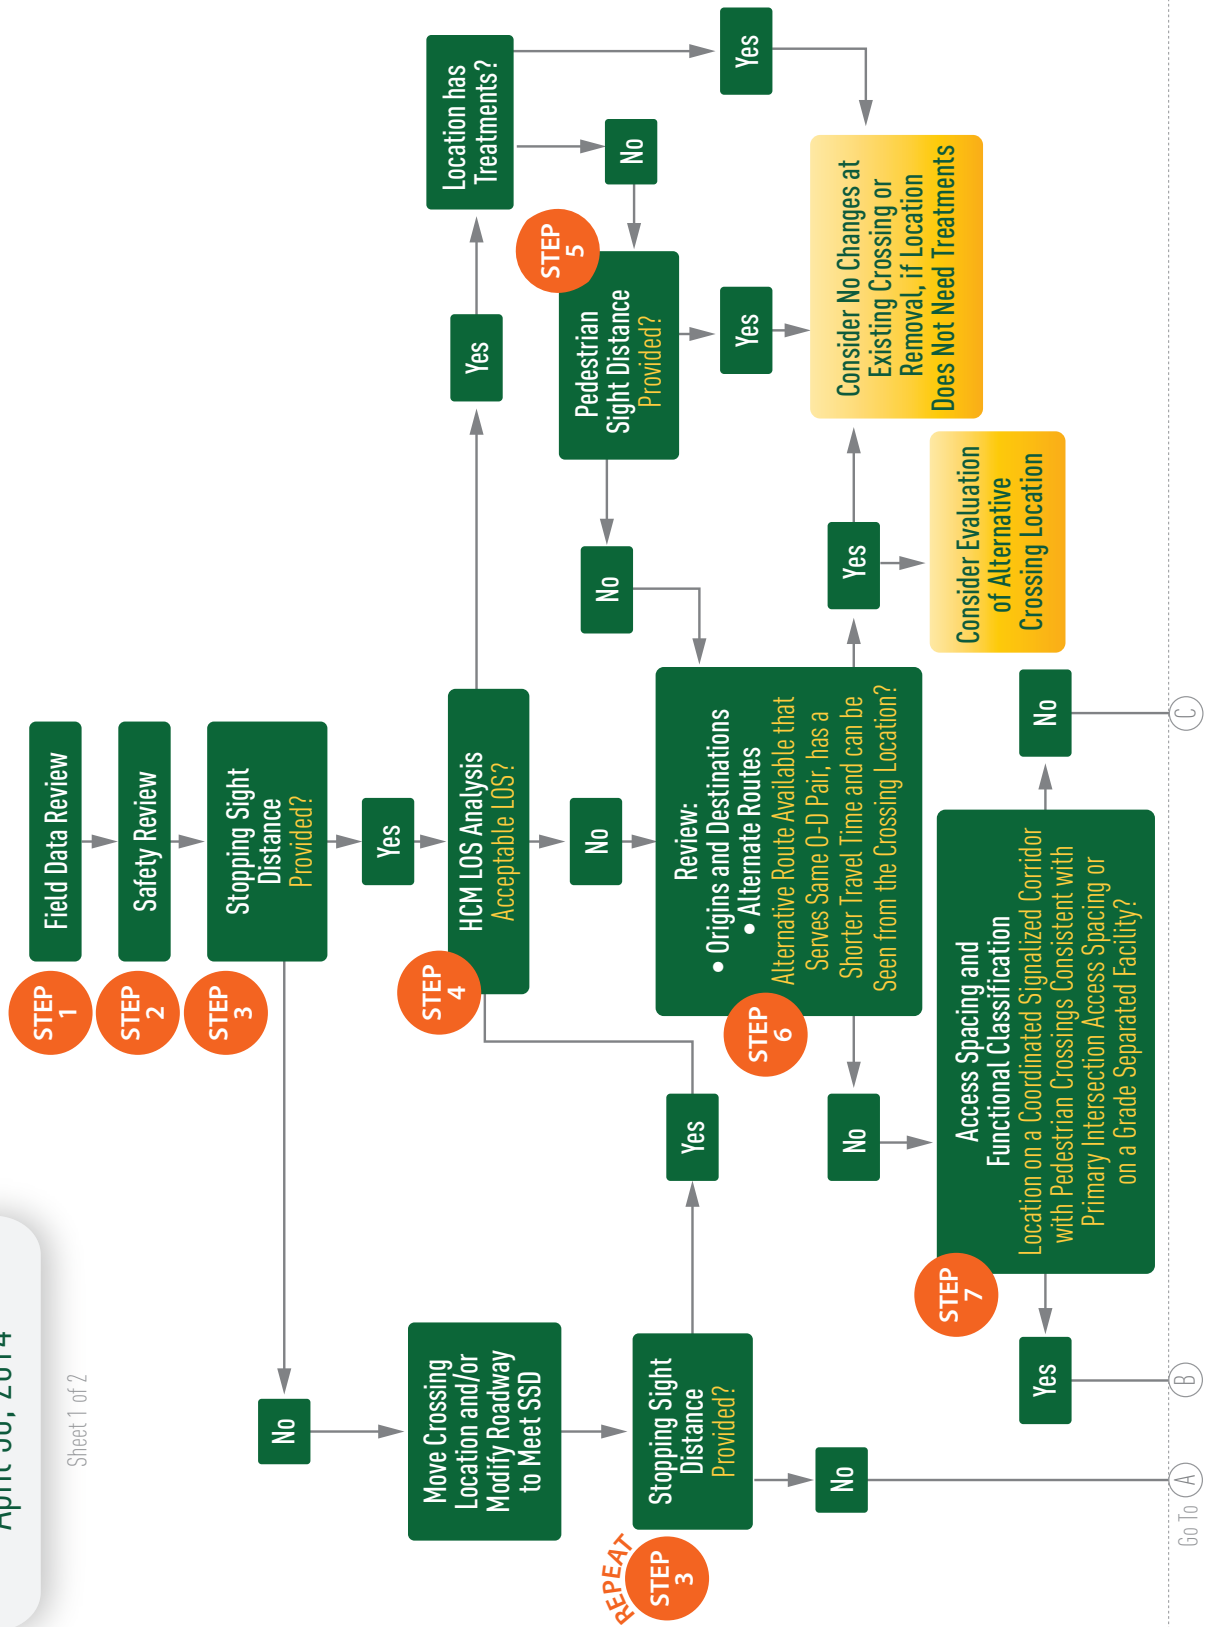 April 30, 2014
Sheet 1 of 2
STEP
1
Field Data Review
STEP
2
Safety Review
STEP
3
Stopping Sight
Distance
Provided?
No
Yes
Move Crossing
Location and/or
Modify Roadway
to Meet SSD
REPEAT
STEP
3
Stopping Sight
Distance
Provided?
Yes
No
STEP
4
HCM LOS Analysis
Acceptable LOS?
Yes
No
Location has
Treatments?
No
Yes
STEP
5
Pedestrian
Sight Distance
Provided?
No
Yes
STEP
6
Review:
• Origins and Destinations
• Alternate Routes
Alternative Route Available that
Serves Same O-D Pair, has a
Shorter Travel Time and can be
Seen from the Crossing Location?
No
Yes
Consider No Changes at
Existing Crossing or
Removal, if Location
Does Not Need Treatments
Consider Evaluation
of Alternative
Crossing Location
STEP
7
Access Spacing and
Functional Classification
Location on a Coordinated Signalized Corridor
with Pedestrian Crossings Consistent with
Primary Intersection Access Spacing or
on a Grade Separated Facility?
Yes
No
Go To A
B
C